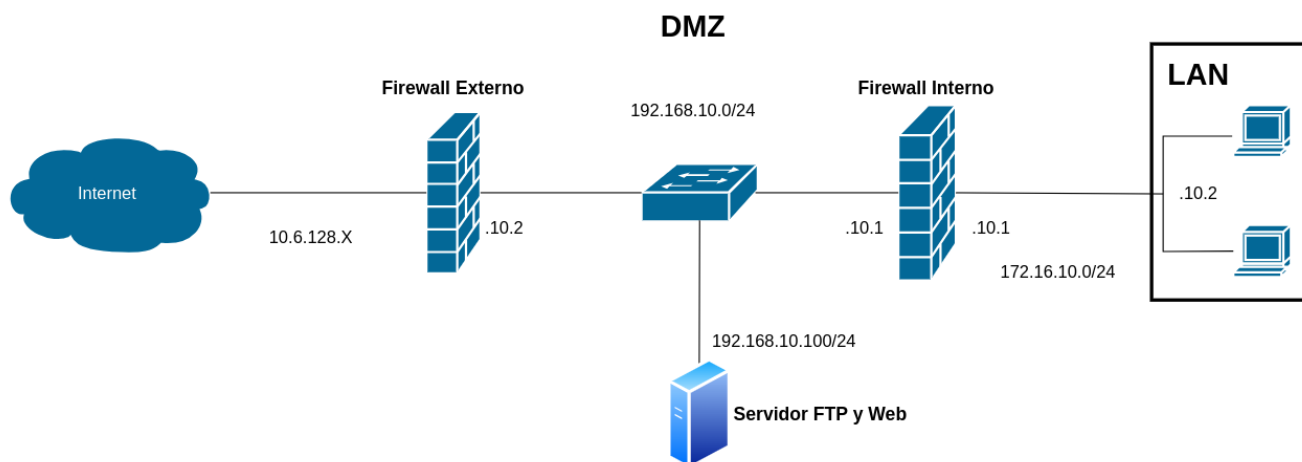 DMZ
LAN
Firewall Externo
Firewall Interno
192.168.10.0/24
Internet
.10.2
10.6.128.X
.10.2
.10.1
.10.1
172.16.10.0/24
192.168.10.100/24
Servidor FTP y Web